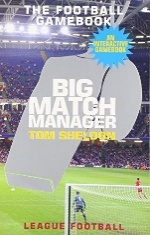 THE FOOTBALL
GAMEBOOK
AN
INTERACTIVE
GAMEBOOK
BIG
MATCH
MANAGER
TOM SHELDON
LEAGUE FOOTBALL